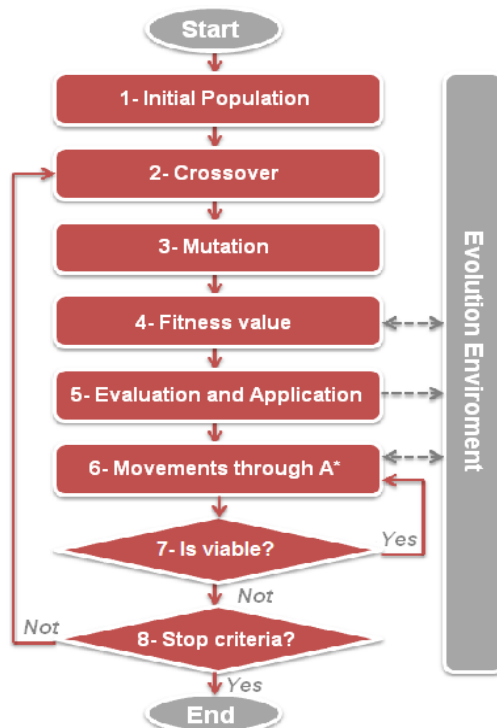 Start
1- Initial Population
2- Crossover
3- Mutation
4- Fitness value
5- Evaluation and Application
6- Movements through A*
7- Is viable?
Yes
Not
Not
8- Stop criteria?
Yes
End
Evolution Enviroment